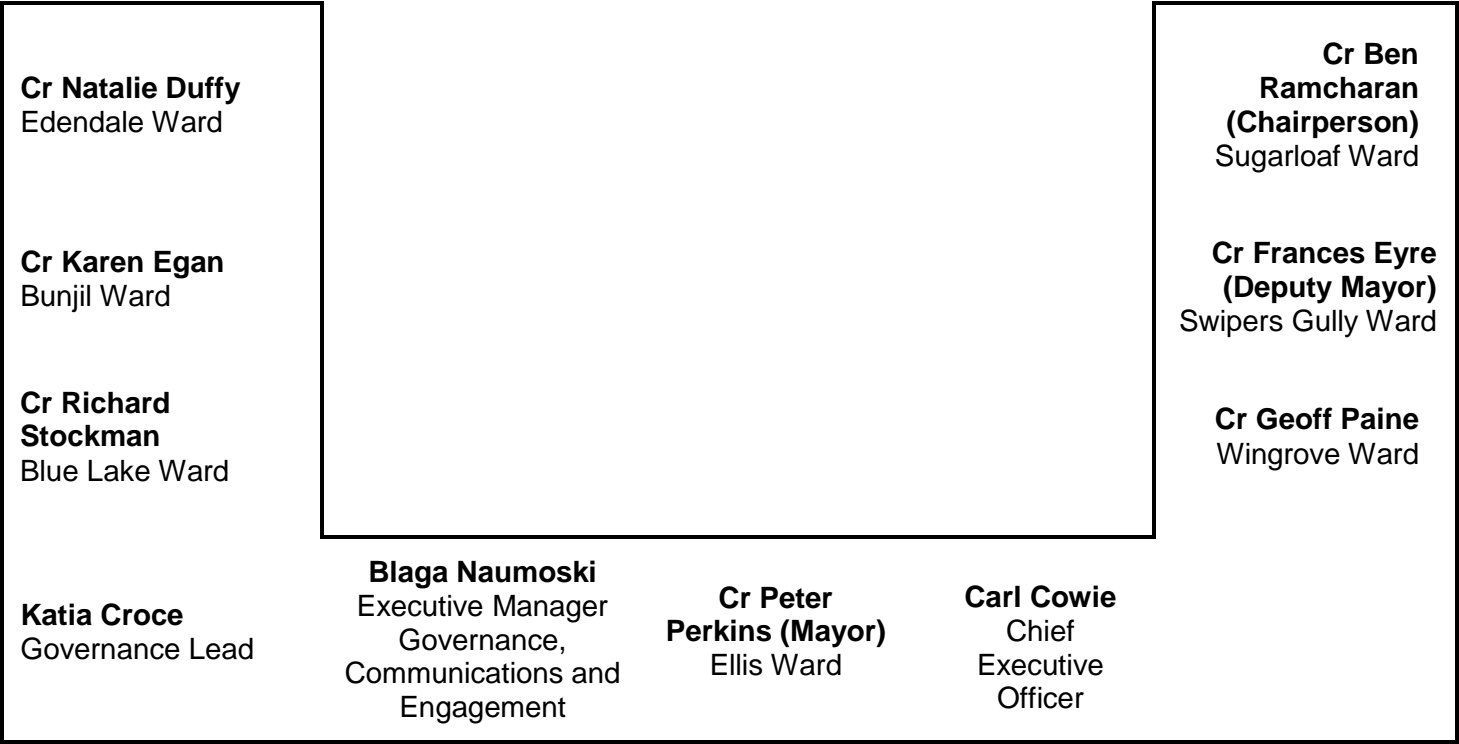 Cr Natalie Duffy
Edendale Ward
Cr Karen Egan
Bunjil Ward
Cr Richard
Stockman
Blue Lake Ward
Katia Croce
Governance Lead
Blaga Naumoski
Executive Manager
Governance,
Communications and
Engagement
Cr Peter
Perkins (Mayor)
Ellis Ward
Carl Cowie
Chief
Executive
Officer
Cr Ben
Ramcharan
(Chairperson)
Sugarloaf Ward
Cr Frances Eyre
(Deputy Mayor)
Swipers Gully Ward
Cr Geoff Paine
Wingrove Ward